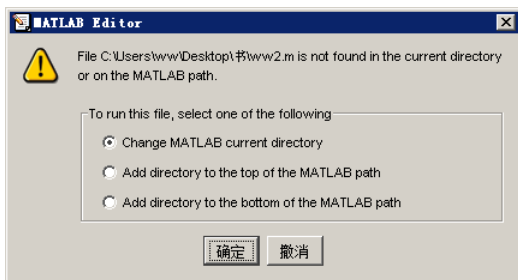 MATLAB Editor
File C:\Users\ww\Desktop\书\ww2.m is not found in the current directory
or on the MATLAB path.
To run this file, select one of the following
Change MATLAB current directory
Add directory to the top of the MATLAB path
Add directory to the bottom of the MATLAB path
确定 撤消